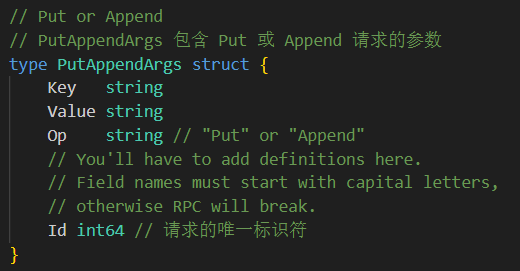 // Put or Append
// PutAppendArgs 包含 Put 或 Append 请求的参数
type PutAppendArgs struct {
    Key   string
    Value string
    Op    string // "Put" or "Append"
    // You'll have to add definitions here.
    // Field names must start with capital letters,
    // otherwise RPC will break.
    Id int64 // 请求的唯一标识符
}